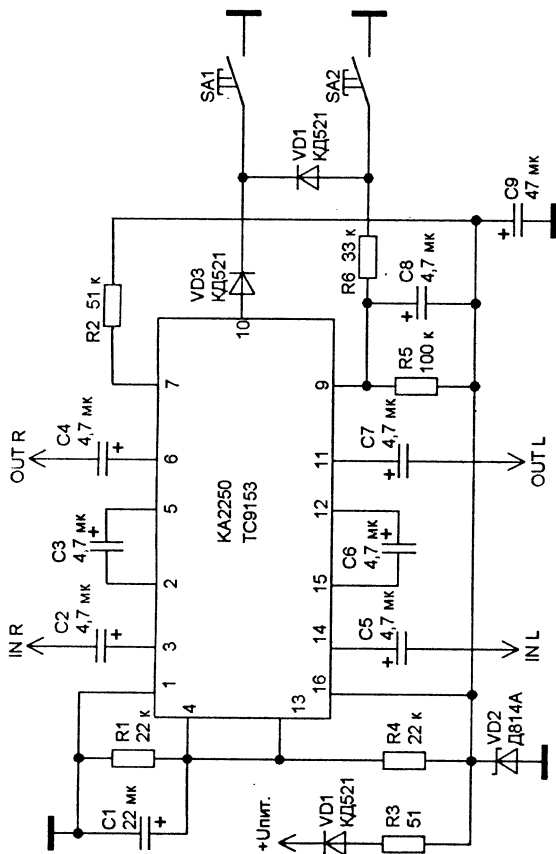 SA1
SA2
VD1
КД521
VD3
КД521
R2 51 к
R6 33 к
C8
4,7 мк
C9
47 мк
R5
100 к
10
7
9
OUT R
C4
4,7 мк
6
11
C7
4,7 мк
OUT L
C3
4,7 мк
5
2
KA2250
TC9153
12
15
C6
4,7 мк
IN R
C2
4,7 мк
3
14
C5
4,7 мк
IN L
1
4
13
16
R1
22 к
C1
22 мк
R4
22 к
VD2
Д814А
+Uпит.
VD1
КД521
R3
51